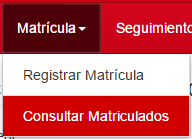 Matrícula Seguimiento
Registrar Matrícula
Consultar Matriculados